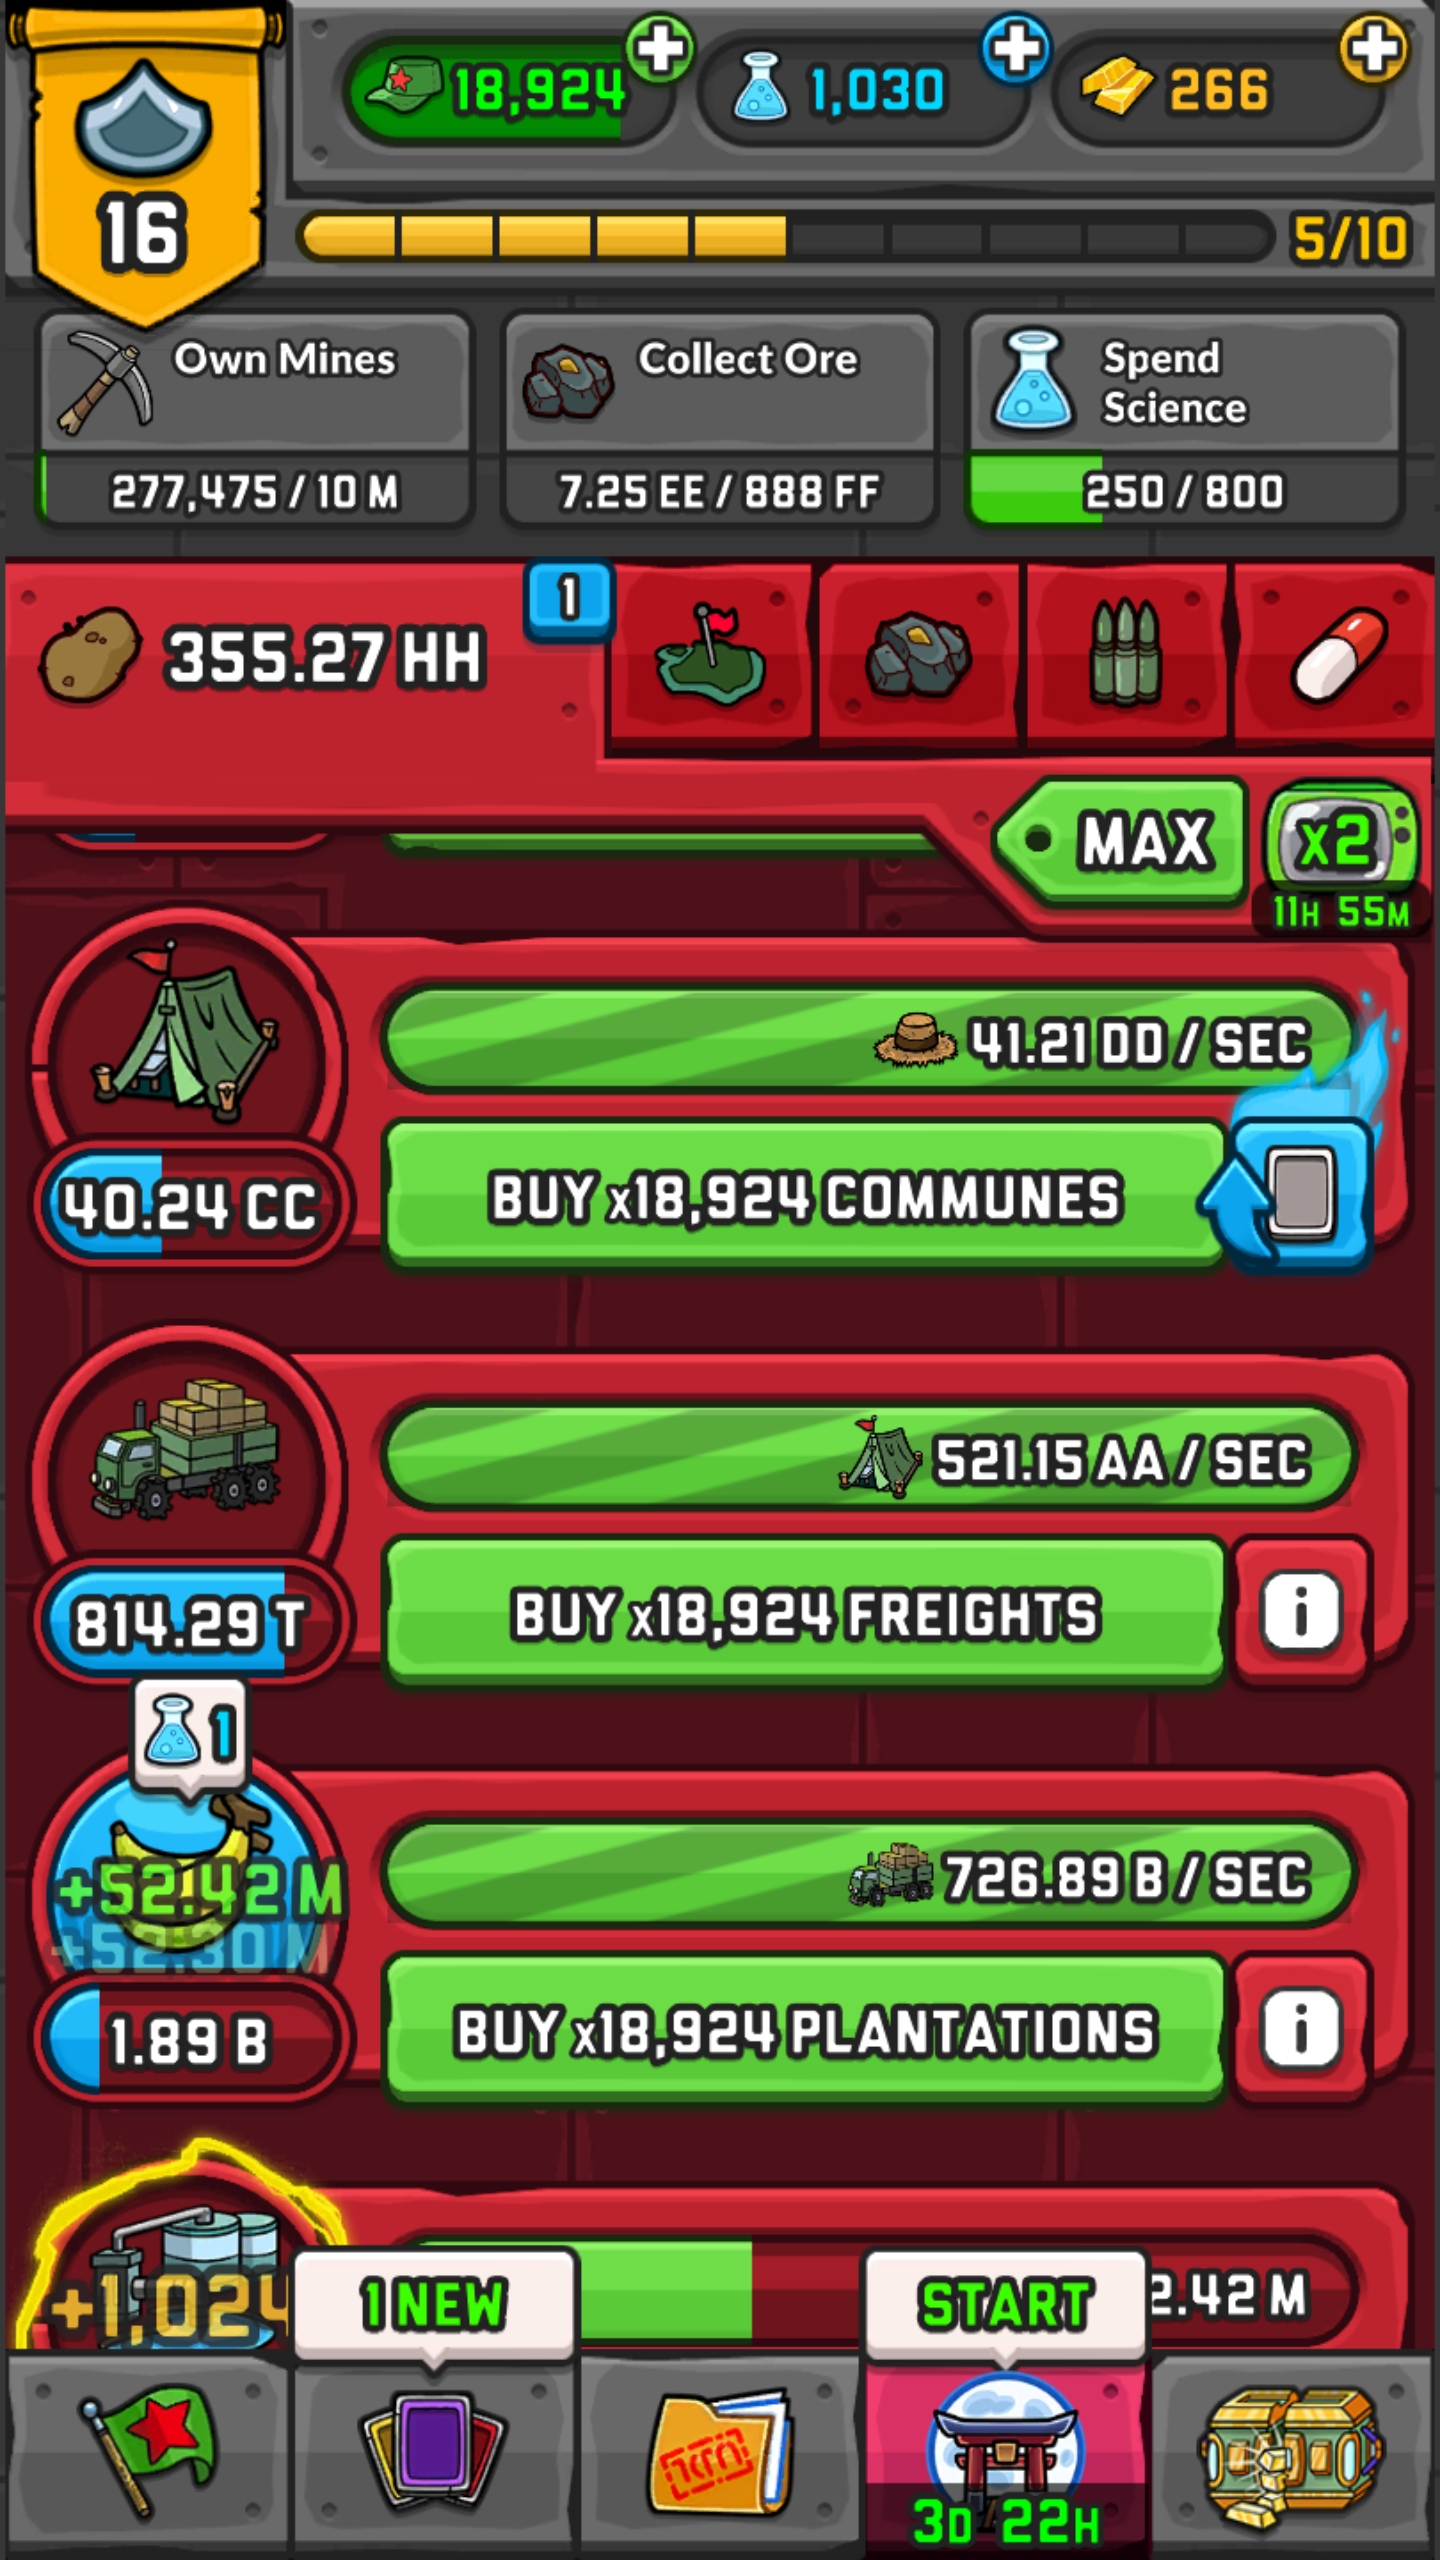 18,924
1,030
266
16
5/10
Own Mines
277,475 / 10 M
Collect Ore
7.25 EE / 888 FF
Spend
Science
250 / 800
355.27 HH
1
MAX
x2
11H 55M
41.21 DD / SEC
40.24 CC
BUY x18,924 COMMUNES
521.15 AA / SEC
814.29 T
BUY x18,924 FREIGHTS
i
1
+52.42 M
+52.30 M
726.89 B / SEC
1.89 B
BUY x18,924 PLANTATIONS
i
+1,024
1 NEW
START
2.42 M
3D 22H